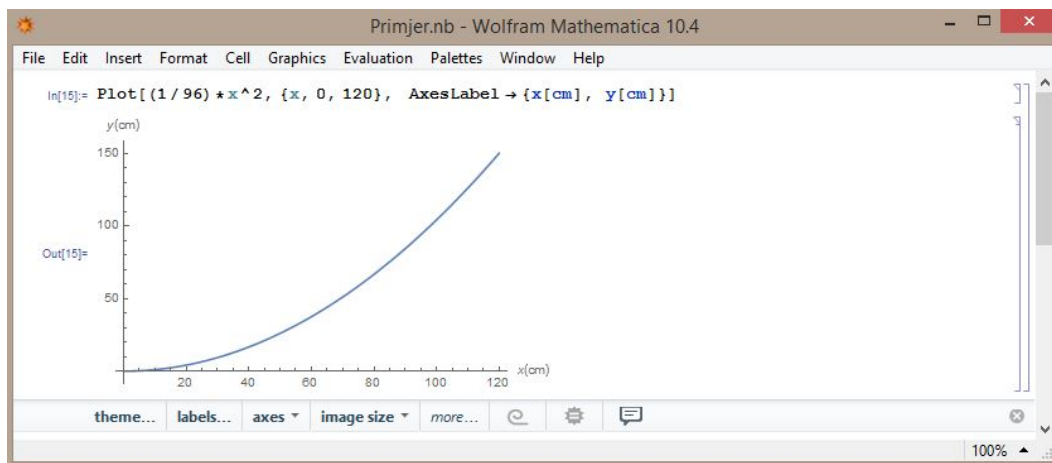 Primjer.nb - Wolfram Mathematica 10.4
File Edit Insert Format Cell Graphics Evaluation Palettes Window Help
In[15]:= Plot[(1/96)*x^2, {x, 0, 120}, AxesLabel→{x[cm], y[cm]}]
y(cm)
150
100
Out[15]=
50
x(cm)
20 40 60 80 100 120
theme... labels... axes image size more...
100%